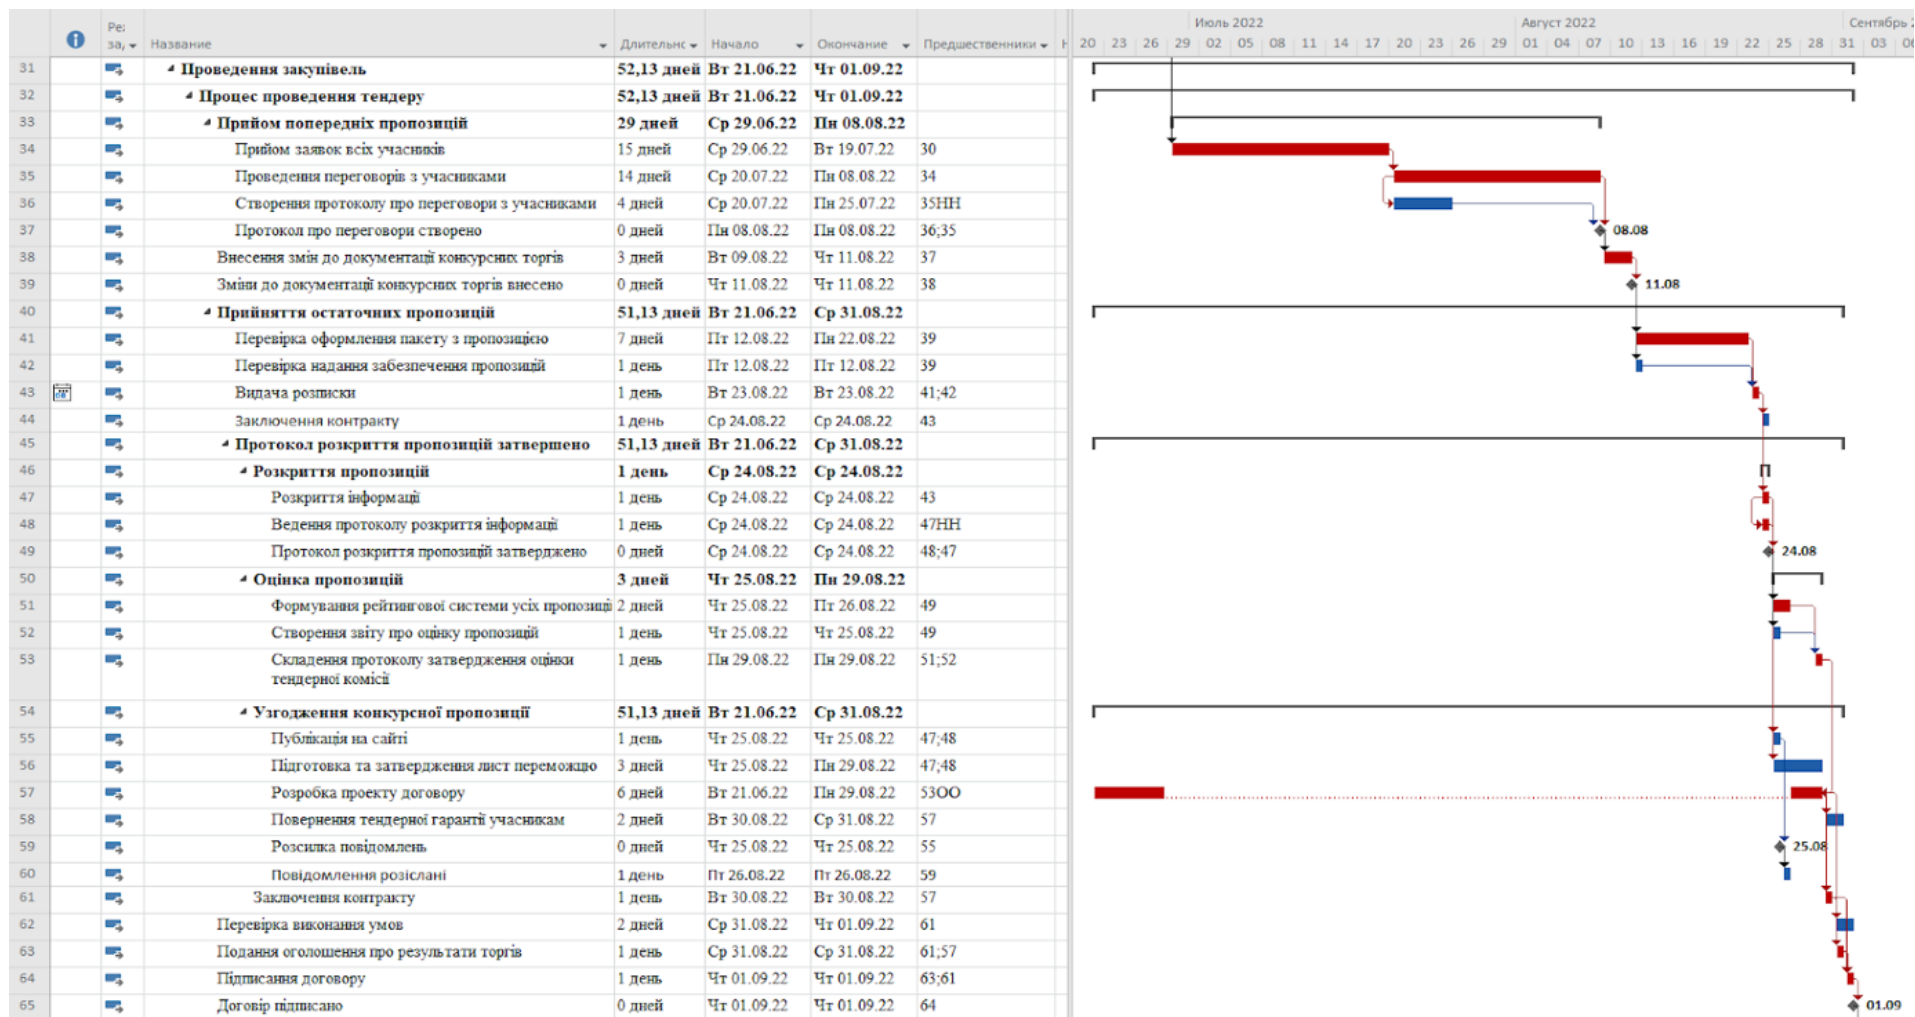 Июль 2022 Август 2022 Сентябрь 2
Ре:
за, Название Длительнс Начало Окончание Предшественники Н 20 23 26 29 02 05 08 11 14 17 20 23 26 29 01 04 07 10 13 16 19 22 25 28 31 03 06
31 Проведення закупівель 52,13 дней Вт 21.06.22 Чт 01.09.22
32 Процес проведення тендеру 52,13 дней Вт 21.06.22 Чт 01.09.22
33 Прийом попередніх пропозицій 29 дней Ср 29.06.22 Пн 08.08.22
34 Прийом заявок всіх учасників 15 дней Ср 29.06.22 Вт 19.07.22 30
35 Проведення переговорів з учасниками 14 дней Ср 20.07.22 Пн 08.08.22 34
36 Створення протоколу про переговори з учасниками 4 дней Ср 20.07.22 Пн 25.07.22 35НН
37 Протокол про переговори створено 0 дней Пн 08.08.22 Пн 08.08.22 36;35 08.08
38 Внесення змін до документації конкурсних торгів 3 дней Вт 09.08.22 Чт 11.08.22 37
39 Зміни до документації конкурсних торгів внесено 0 дней Чт 11.08.22 Чт 11.08.22 38 11.08
40 Прийняття остаточних пропозицій 51,13 дней Вт 21.06.22 Ср 31.08.22
41 Перевірка оформлення пакету з пропозицією 7 дней Пт 12.08.22 Пн 22.08.22 39
42 Перевірка надання забезпечення пропозицій 1 день Пт 12.08.22 Пт 12.08.22 39
43 Видача розписки 1 день Вт 23.08.22 Вт 23.08.22 41;42
44 Заключення контракту 1 день Ср 24.08.22 Ср 24.08.22 43
45 Протокол розкриття пропозицій затвершено 51,13 дней Вт 21.06.22 Ср 31.08.22
46 Розкриття пропозицій 1 день Ср 24.08.22 Ср 24.08.22
47 Розкриття інформації 1 день Ср 24.08.22 Ср 24.08.22 43
48 Ведення протоколу розкриття інформації 1 день Ср 24.08.22 Ср 24.08.22 47НН
49 Протокол розкриття пропозицій затверджено 0 дней Ср 24.08.22 Ср 24.08.22 48;47 24.08
50 Оцінка пропозицій 3 дней Чт 25.08.22 Пн 29.08.22
51 Формування рейтингової системи усіх пропозиці 2 дней Чт 25.08.22 Пт 26.08.22 49
52 Створення звіту про оцінку пропозицій 1 день Чт 25.08.22 Чт 25.08.22 49
53 Складення протоколу затвердження оцінки 1 день Пн 29.08.22 Пн 29.08.22 51;52
тендерної комісії
54 Узгодження конкурсної пропозиції 51,13 дней Вт 21.06.22 Ср 31.08.22
55 Публікація на сайті 1 день Чт 25.08.22 Чт 25.08.22 47;48
56 Підготовка та затвердження лист переможцю 3 дней Чт 25.08.22 Пн 29.08.22 47;48
57 Розробка проекту договору 6 дней Вт 21.06.22 Пн 29.08.22 53ОО
58 Повернення тендерної гарантії учасникам 2 дней Вт 30.08.22 Ср 31.08.22 57
59 Розсилка повідомлень 0 дней Чт 25.08.22 Чт 25.08.22 55 25.08
60 Повідомлення розіслані 1 день Пт 26.08.22 Пт 26.08.22 59
61 Заключення контракту 1 день Вт 30.08.22 Вт 30.08.22 57
62 Перевірка виконання умов 2 дней Ср 31.08.22 Чт 01.09.22 61
63 Подання оголошення про результати торгів 1 день Ср 31.08.22 Ср 31.08.22 61;57
64 Підписання договору 1 день Чт 01.09.22 Чт 01.09.22 63;61
65 Договір підписано 0 дней Чт 01.09.22 Чт 01.09.22 64 01.09